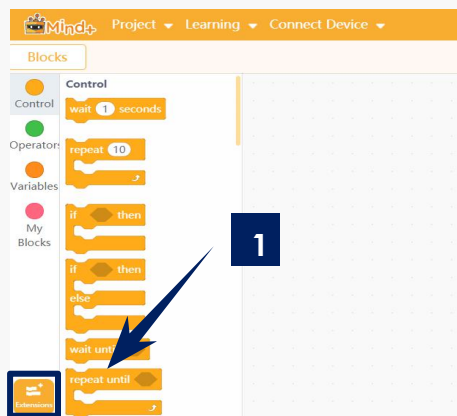 Mind+ Project Learning Connect Device
Blocks
Control
Operators
Variables
My
Blocks
Extensions
Control
wait 1 seconds
repeat 10
if then
if then
else
wait until
repeat until
1